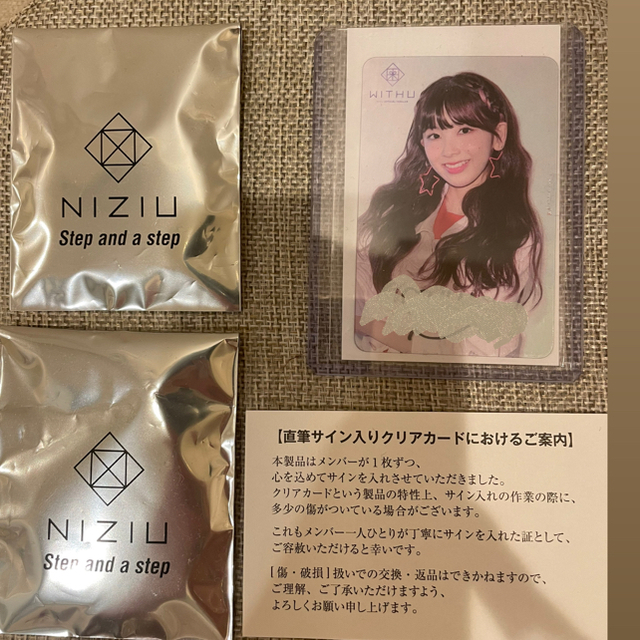 NIZIU
Step and a step
WITHU
NIZIU
Step and a step
【直筆サイン入りクリアカードにおけるご案内】
本製品はメンバーが1枚ずつ、
心を込めてサインを入れさせていただきました。
クリアカードという製品の特性上、サイン入れの作業の際に、
多少の傷がついている場合がございます。
これもメンバー一人ひとりが丁寧にサインを入れた証として、
ご容赦いただけると幸いです。
[傷・破損]扱いでの交換・返品はできかねますので、
ご理解、ご了承いただけますよう、
よろしくお願い申し上げます。